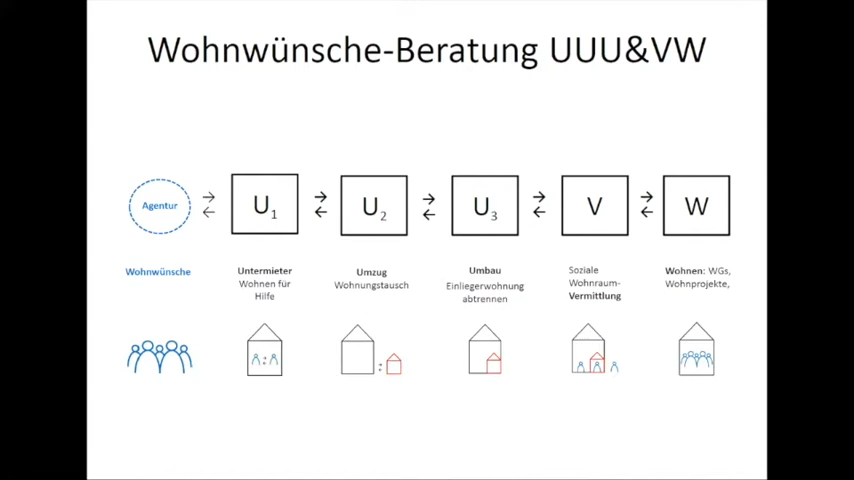 Wohnwünsche-Beratung UUU&VW
Agentur
U1
U2
U3
V
W
Wohnwünsche
Untermieter
Wohnen für
Hilfe
Umzug
Wohnungstausch
Umbau
Einliegerwohnung
abtrennen
Soziale
Wohnraum-
Vermittlung
Wohnen: WGs,
Wohnprojekte,